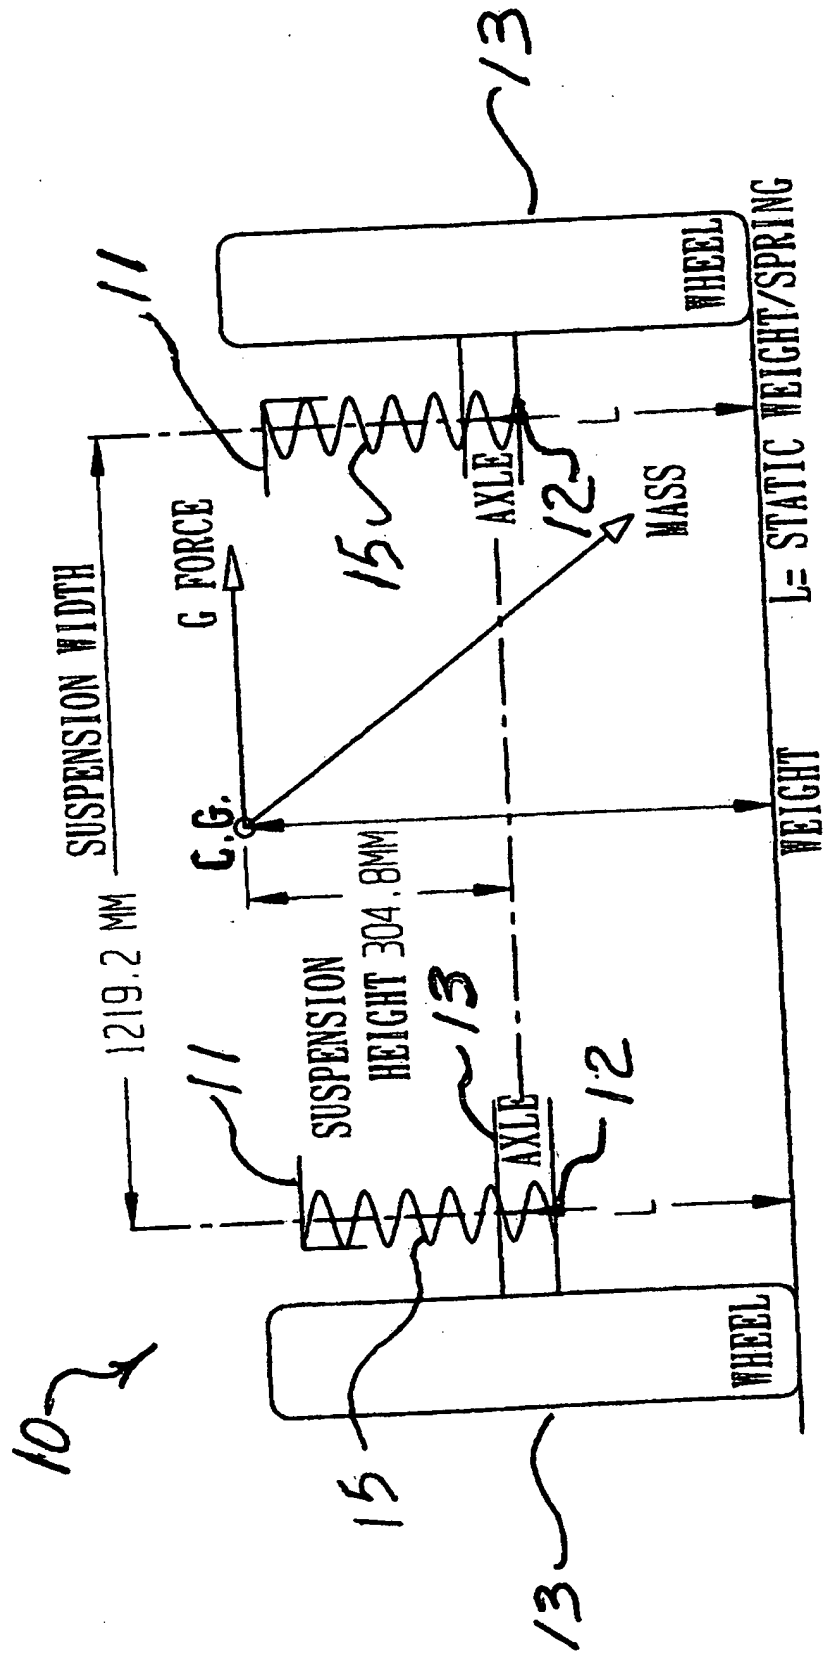 10
SUSPENSION WIDTH
1219.2 MM
11
11
C.G.
G FORCE
SUSPENSION
HEIGHT 304.8MM
15
15
13
AXLE
AXLE
12
12
L
L
MASS
13
13
WHEEL
WHEEL
WEIGHT
L= STATIC WEIGHT/SPRING